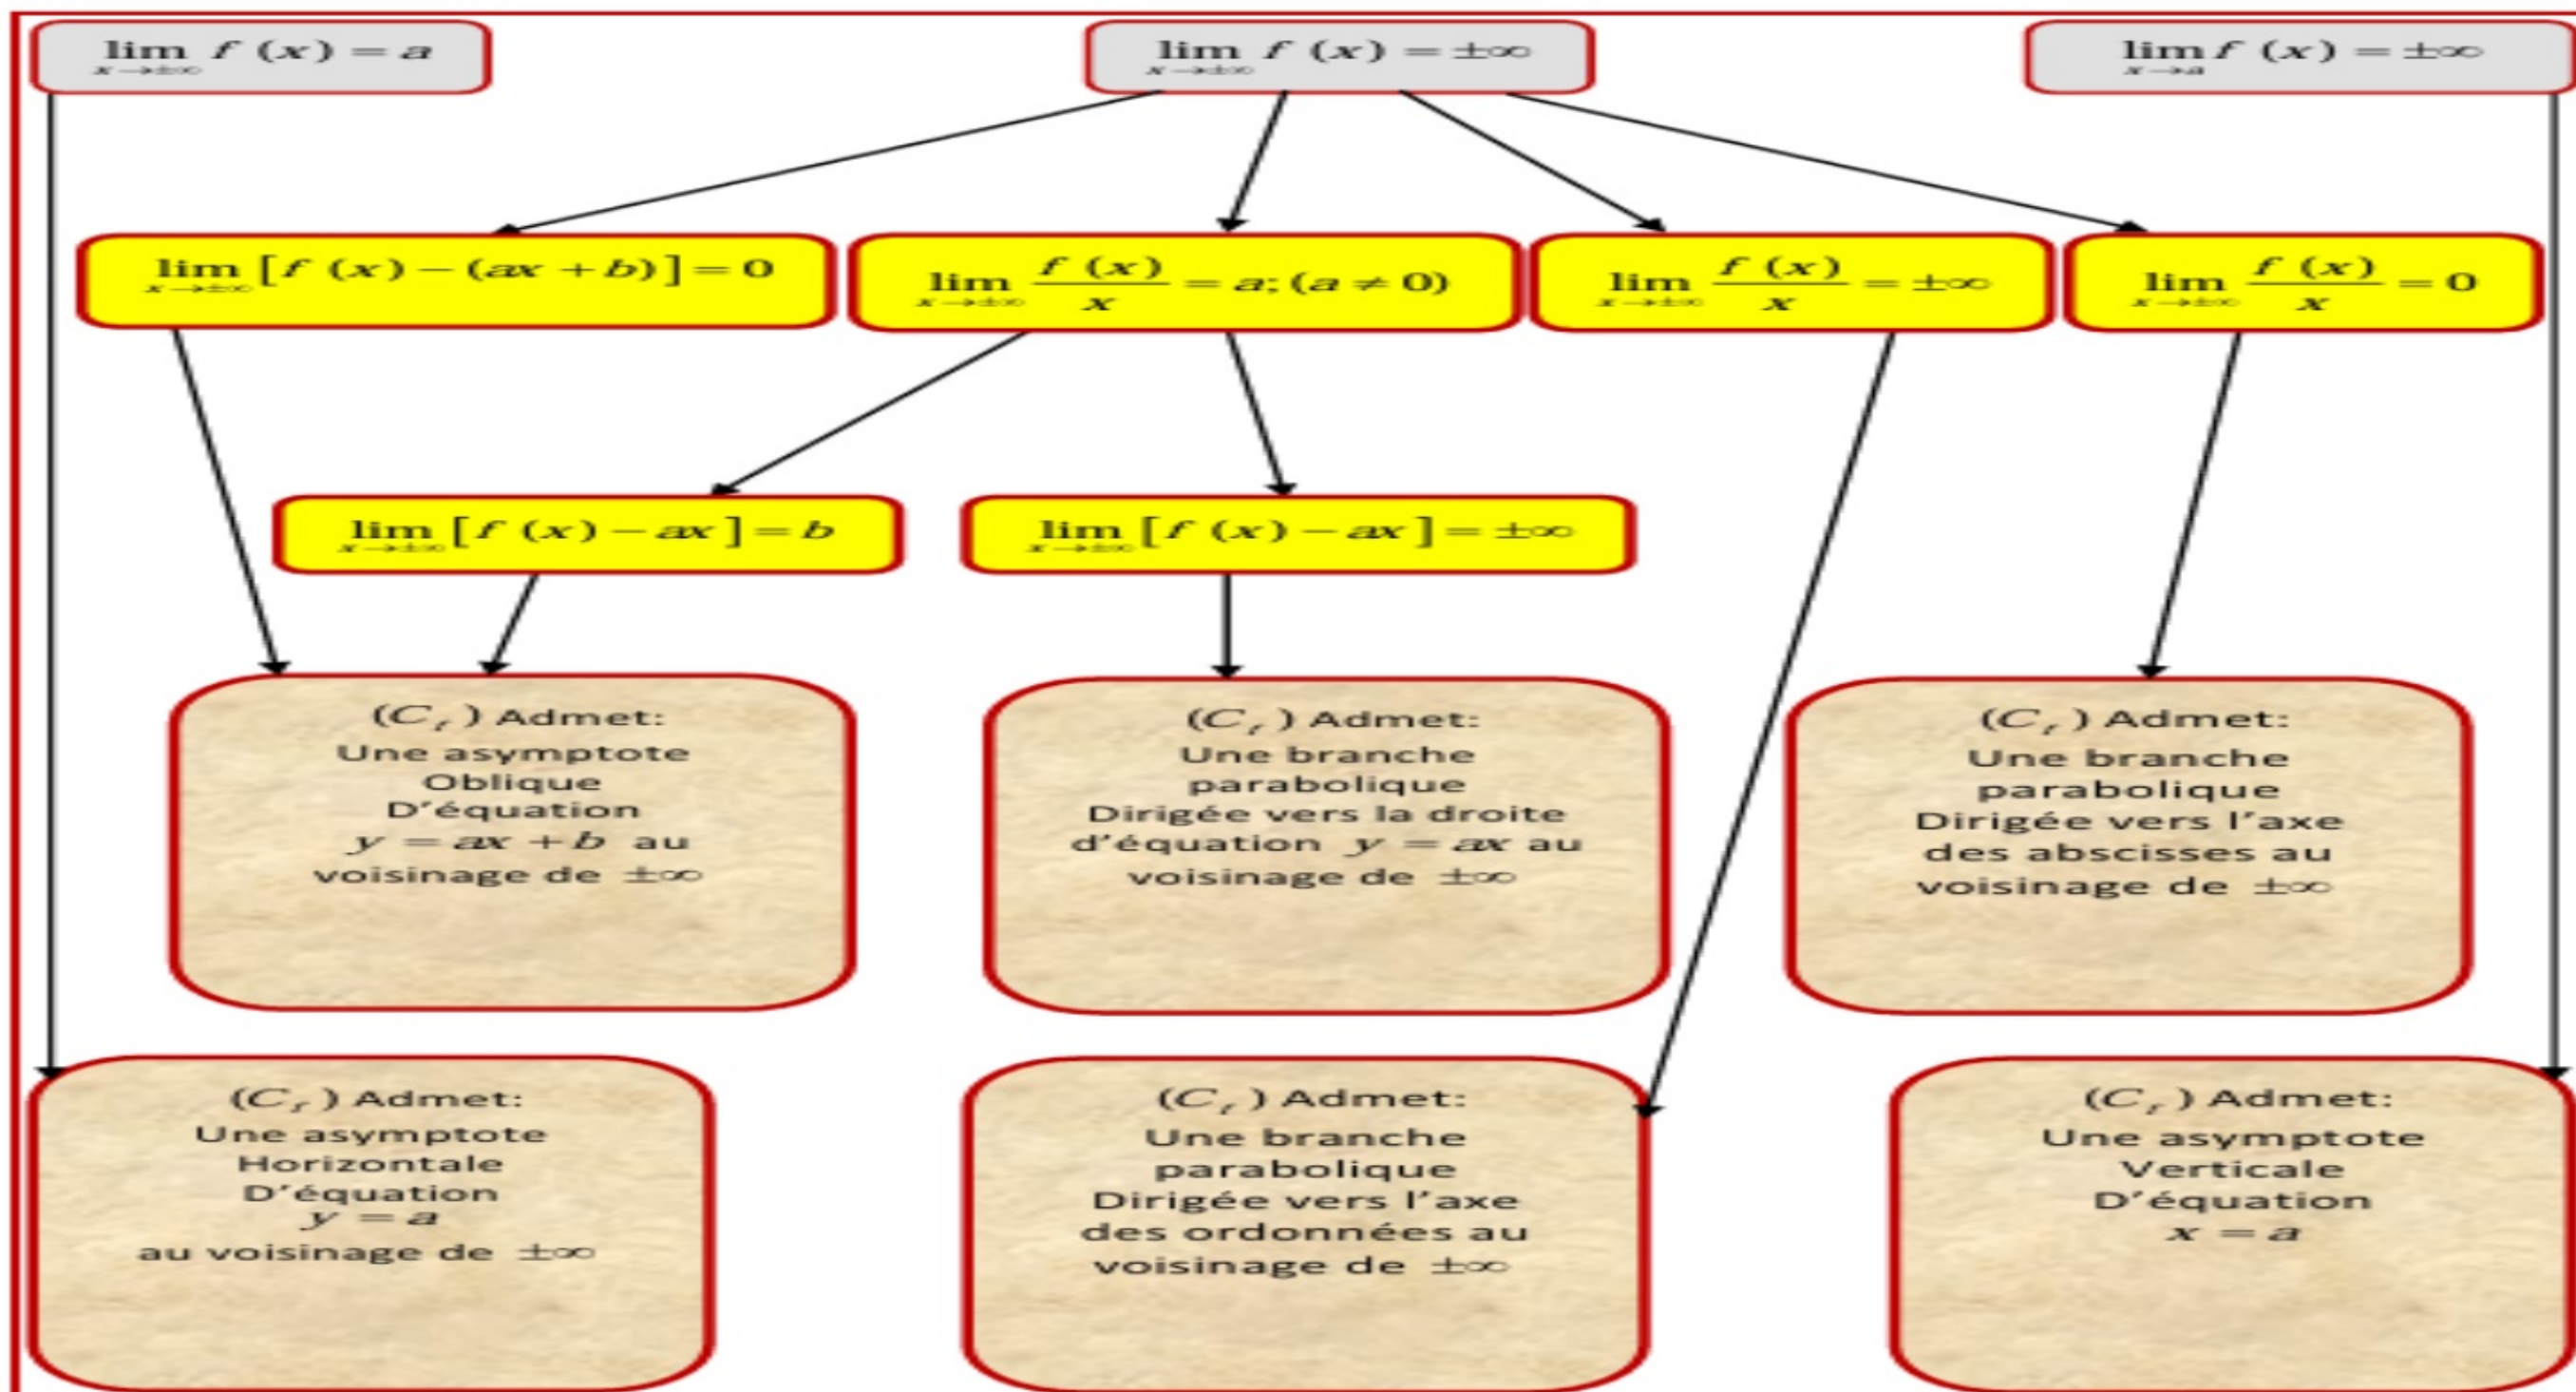 lim x→±∞ f (x) = a
lim x→±∞ f (x) = ±∞
lim x→a f (x) = ±∞
lim x→±∞ [f (x) − (ax + b)] = 0
lim x→±∞ f (x)/x = a; (a ≠ 0)
lim x→±∞ f (x)/x = ±∞
lim x→±∞ f (x)/x = 0
lim x→±∞ [f (x) − ax] = b
lim x→±∞ [f (x) − ax] = ±∞
(C_f) Admet:
Une asymptote
Oblique
D'équation
y = ax + b au
voisinage de ±∞
(C_f) Admet:
Une branche
parabolique
Dirigée vers la droite
d'équation y = ax au
voisinage de ±∞
(C_f) Admet:
Une branche
parabolique
Dirigée vers l'axe
des abscisses au
voisinage de ±∞
(C_f) Admet:
Une asymptote
Horizontale
D'équation
y = a
au voisinage de ±∞
(C_f) Admet:
Une branche
parabolique
Dirigée vers l'axe
des ordonnées au
voisinage de ±∞
(C_f) Admet:
Une asymptote
Verticale
D'équation
x = a